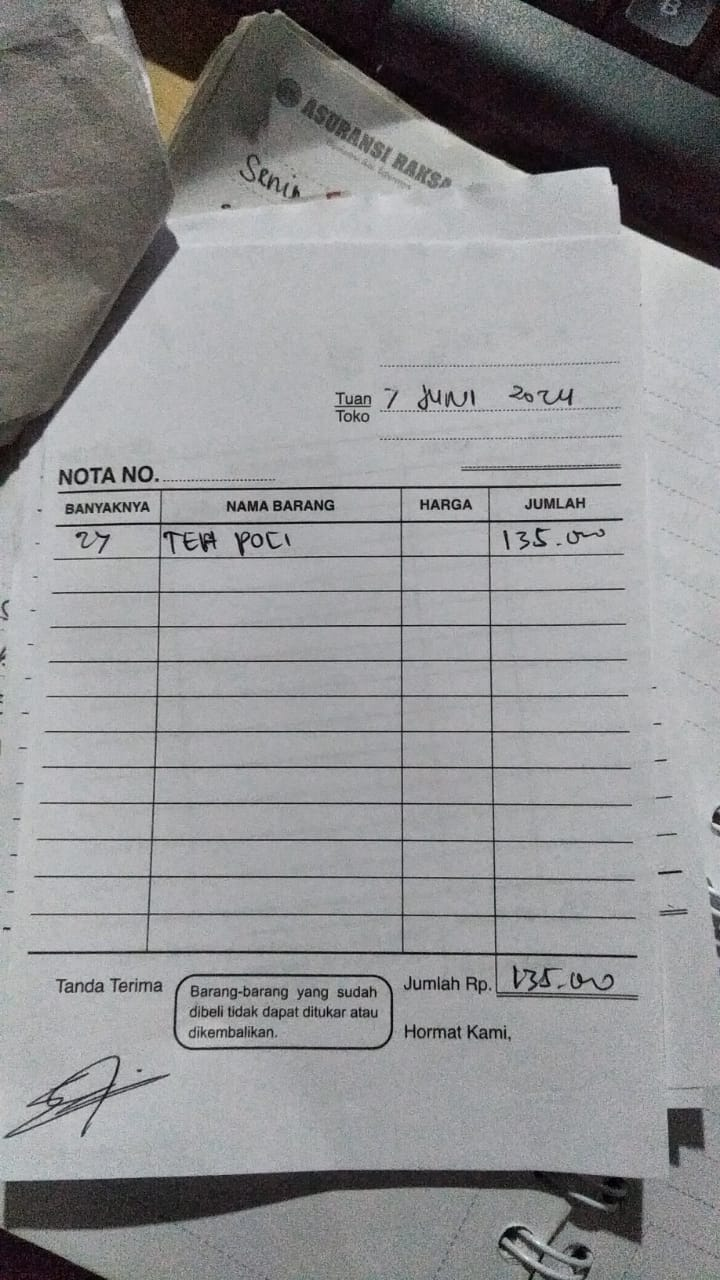 B
ASURANSI RAKSA
Senin
Tuan 7 JUNI 2024
Toko
NOTA NO.
BANYAKNYA NAMA BARANG HARGA JUMLAH
27 TEH POCI 135.000
Tanda Terima
Barang-barang yang sudah
dibeli tidak dapat ditukar atau
dikembalikan.
Jumlah Rp. 135.000
Hormat Kami,